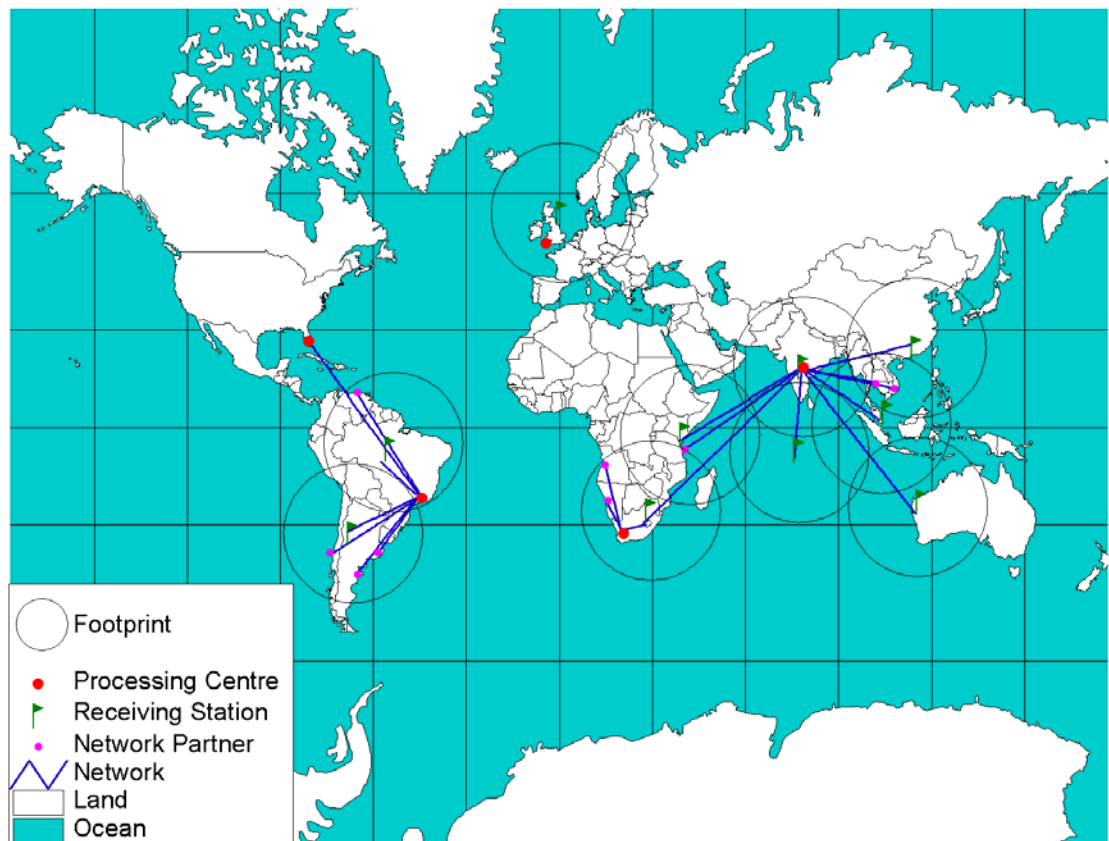 Footprint
Processing Centre
Receiving Station
Network Partner
Network
Land
Ocean